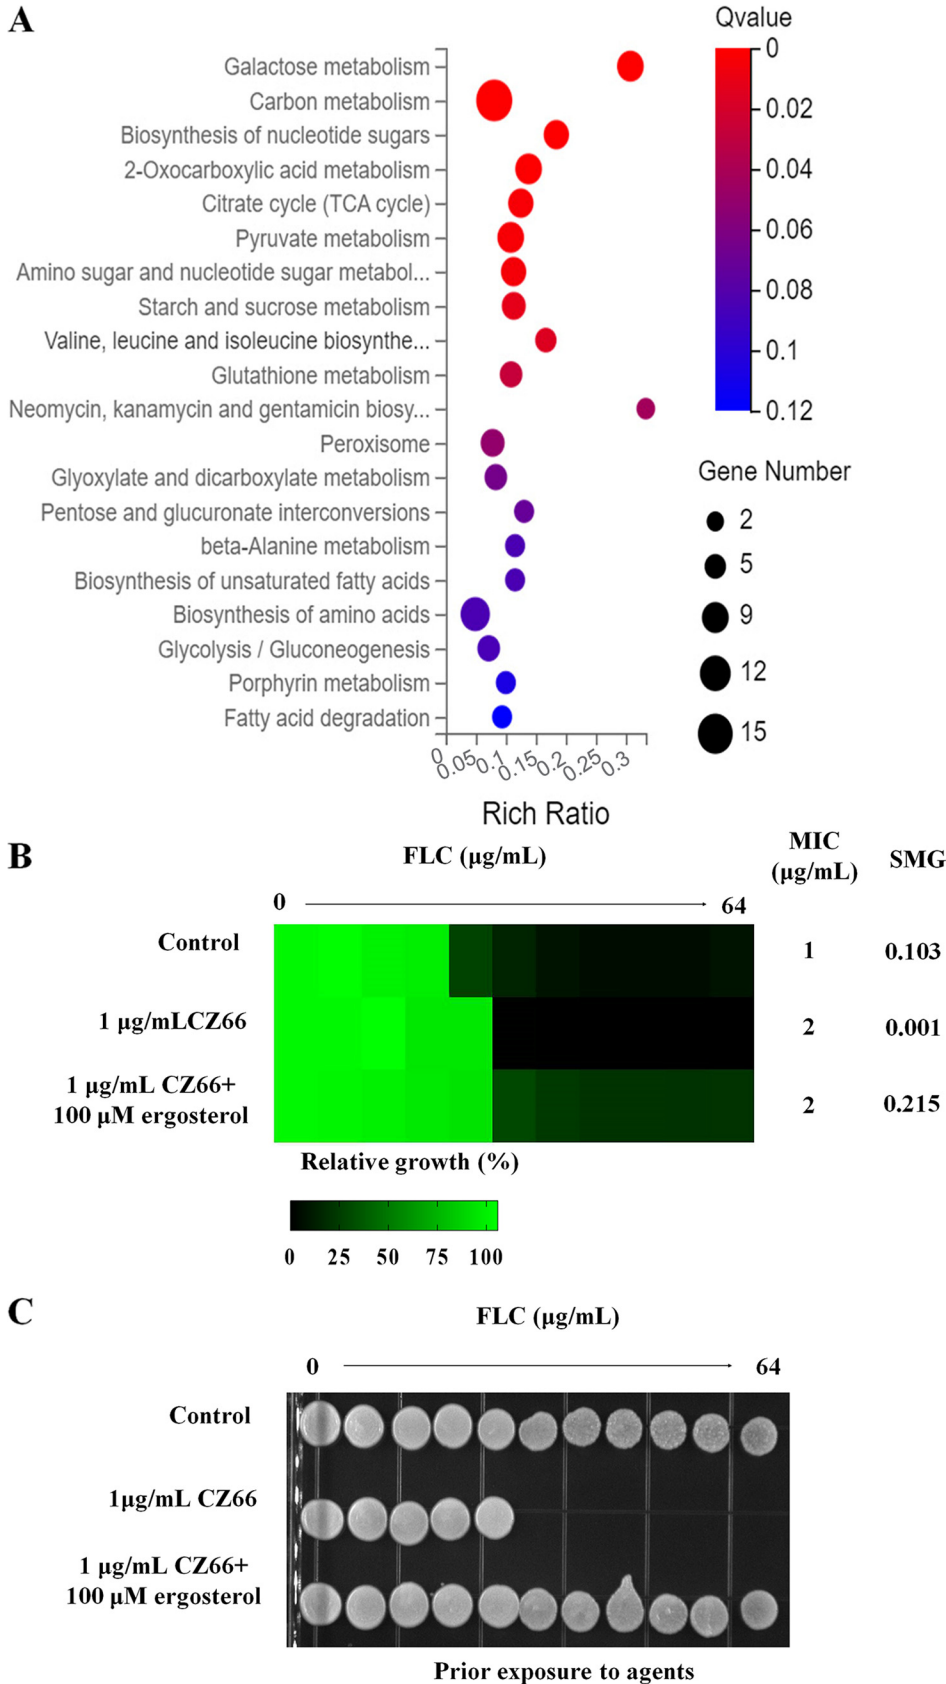 A
Qvalue
Galactose metabolism
Carbon metabolism
Biosynthesis of nucleotide sugars
2-Oxocarboxylic acid metabolism
Citrate cycle (TCA cycle)
Pyruvate metabolism
Amino sugar and nucleotide sugar metabol...
Starch and sucrose metabolism
Valine, leucine and isoleucine biosynthe...
Glutathione metabolism
Neomycin, kanamycin and gentamicin biosy...
Peroxisome
Glyoxylate and dicarboxylate metabolism
Pentose and glucuronate interconversions
beta-Alanine metabolism
Biosynthesis of unsaturated fatty acids
Biosynthesis of amino acids
Glycolysis / Gluconeogenesis
Porphyrin metabolism
Fatty acid degradation
0 0.05 0.1 0.15 0.2 0.25 0.3
Rich Ratio
0
0.02
0.04
0.06
0.08
0.1
0.12
Gene Number
2
5
9
12
15
B
FLC (µg/mL)
MIC
(µg/mL)
SMG
0 64
Control 1 0.103
1 µg/mLCZ66 2 0.001
1 µg/mL CZ66+
100 µM ergosterol 2 0.215
Relative growth (%)
0 25 50 75 100
C
FLC (µg/mL)
0 64
Control
1µg/mL CZ66
1 µg/mL CZ66+
100 µM ergosterol
Prior exposure to agents